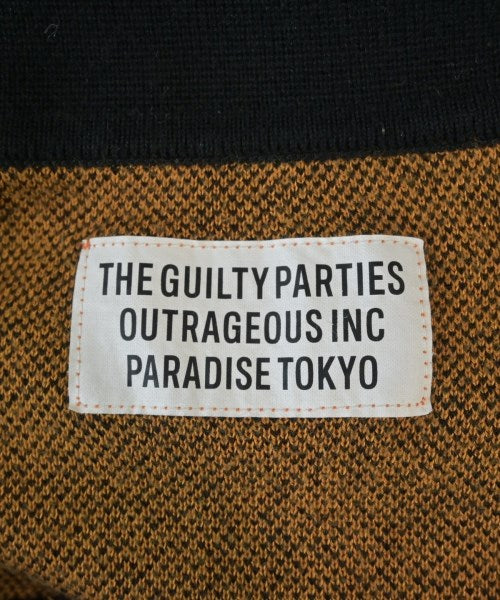 THE GUILTY PARTIES
OUTRAGEOUS INC
PARADISE TOKYO